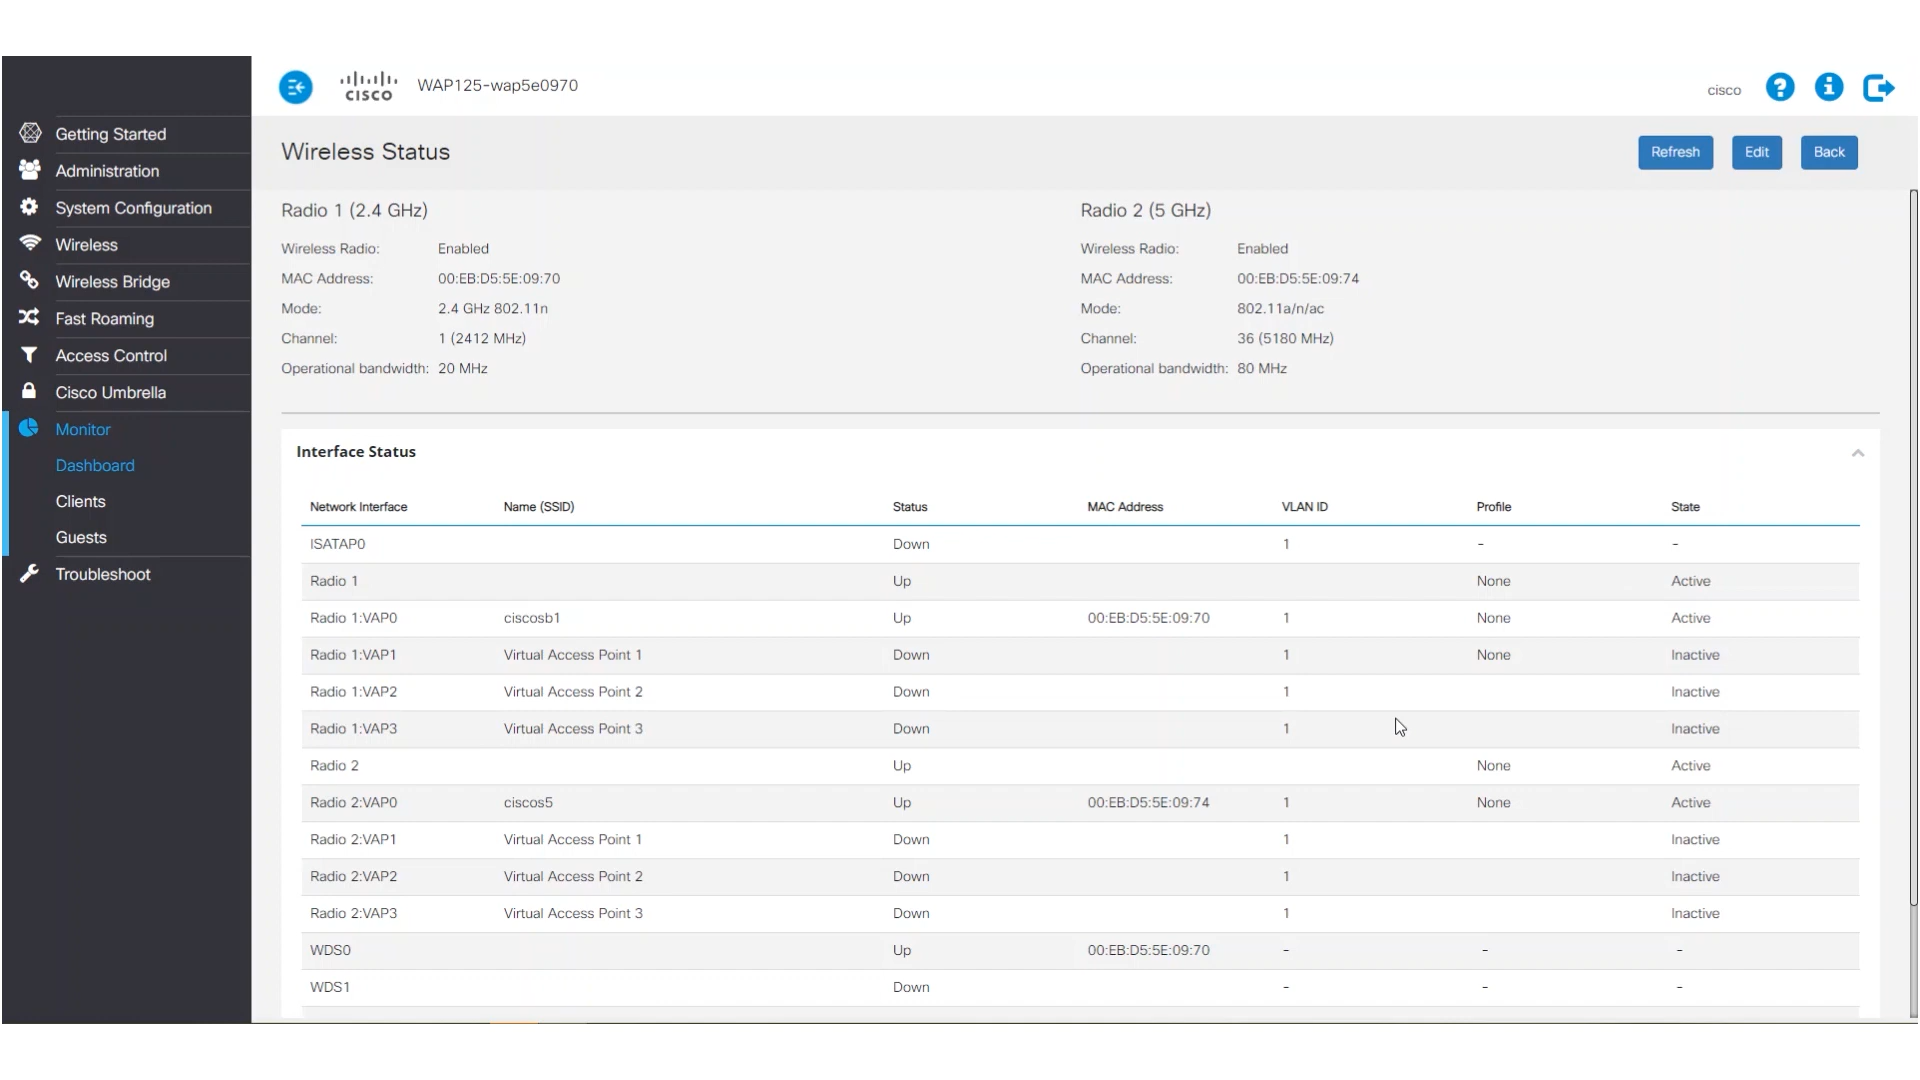 CISCO WAP125-wap5e0970 cisco
Getting Started
Administration
System Configuration
Wireless
Wireless Bridge
Fast Roaming
Access Control
Cisco Umbrella
Monitor
Dashboard
Clients
Guests
Troubleshoot
Wireless Status Refresh Edit Back
Radio 1 (2.4 GHz)
Wireless Radio: Enabled
MAC Address: 00:EB:D5:5E:09:70
Mode: 2.4 GHz 802.11n
Channel: 1 (2412 MHz)
Operational bandwidth: 20 MHz
Radio 2 (5 GHz)
Wireless Radio: Enabled
MAC Address: 00:EB:D5:5E:09:74
Mode: 802.11a/n/ac
Channel: 36 (5180 MHz)
Operational bandwidth: 80 MHz
Interface Status
Network Interface Name (SSID) Status MAC Address VLAN ID Profile State
ISATAP0 Down 1 - -
Radio 1 Up None Active
Radio 1:VAP0 ciscosb1 Up 00:EB:D5:5E:09:70 1 None Active
Radio 1:VAP1 Virtual Access Point 1 Down 1 None Inactive
Radio 1:VAP2 Virtual Access Point 2 Down 1 Inactive
Radio 1:VAP3 Virtual Access Point 3 Down 1 Inactive
Radio 2 Up None Active
Radio 2:VAP0 ciscos5 Up 00:EB:D5:5E:09:74 1 None Active
Radio 2:VAP1 Virtual Access Point 1 Down 1 Inactive
Radio 2:VAP2 Virtual Access Point 2 Down 1 Inactive
Radio 2:VAP3 Virtual Access Point 3 Down 1 Inactive
WDS0 Up 00:EB:D5:5E:09:70 - - -
WDS1 Down - - -